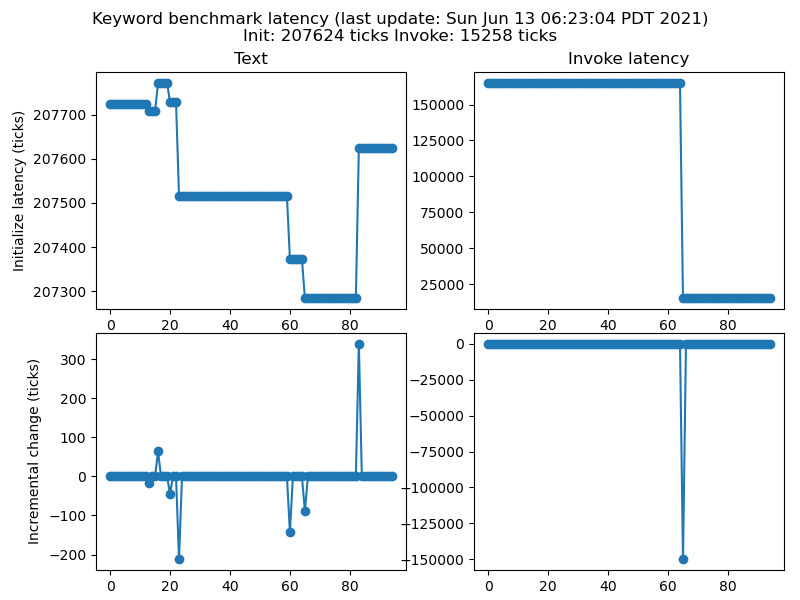 Keyword benchmark latency (last update: Sun Jun 13 06:23:04 PDT 2021)
Init: 207624 ticks Invoke: 15258 ticks
Text
Invoke latency
Initialize latency (ticks)
207700
207600
207500
207400
207300
0 20 40 60 80
150000
125000
100000
75000
50000
25000
0 20 40 60 80
Incremental change (ticks)
300
200
100
0
−100
−200
0 20 40 60 80
0
−25000
−50000
−75000
−100000
−125000
−150000
0 20 40 60 80